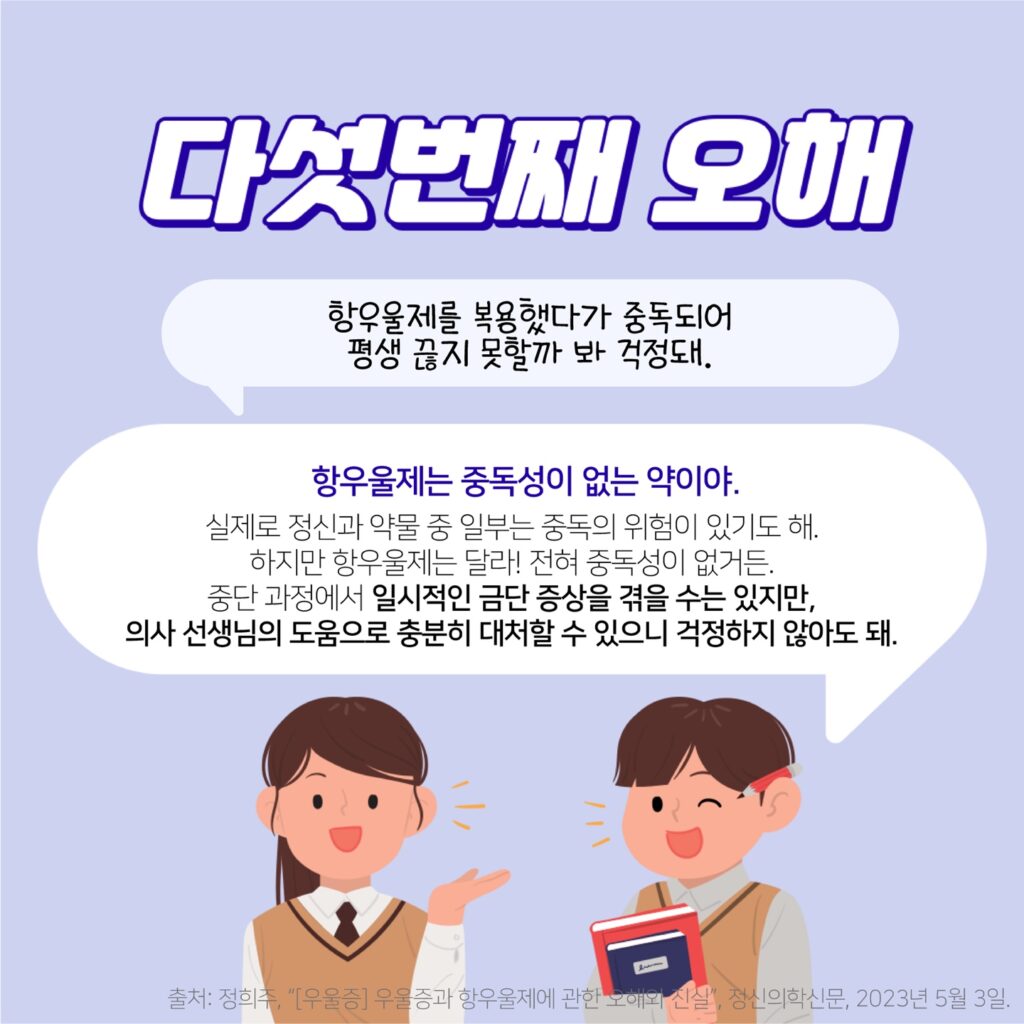 다섯번째 오해
항우울제를 복용했다가 중독되어
평생 끊지 못할까 봐 걱정돼.
항우울제는 중독성이 없는 약이야.
실제로 정신과 약물 중 일부는 중독의 위험이 있기도 해.
하지만 항우울제는 달라! 전혀 중독성이 없거든.
중단 과정에서 일시적인 금단 증상을 겪을 수는 있지만,
의사 선생님의 도움으로 충분히 대처할 수 있으니 걱정하지 않아도 돼.
출처: 정희주, “[우울증] 우울증과 항우울제에 관한 오해와 진실”, 정신의학신문, 2023년 5월 3일.